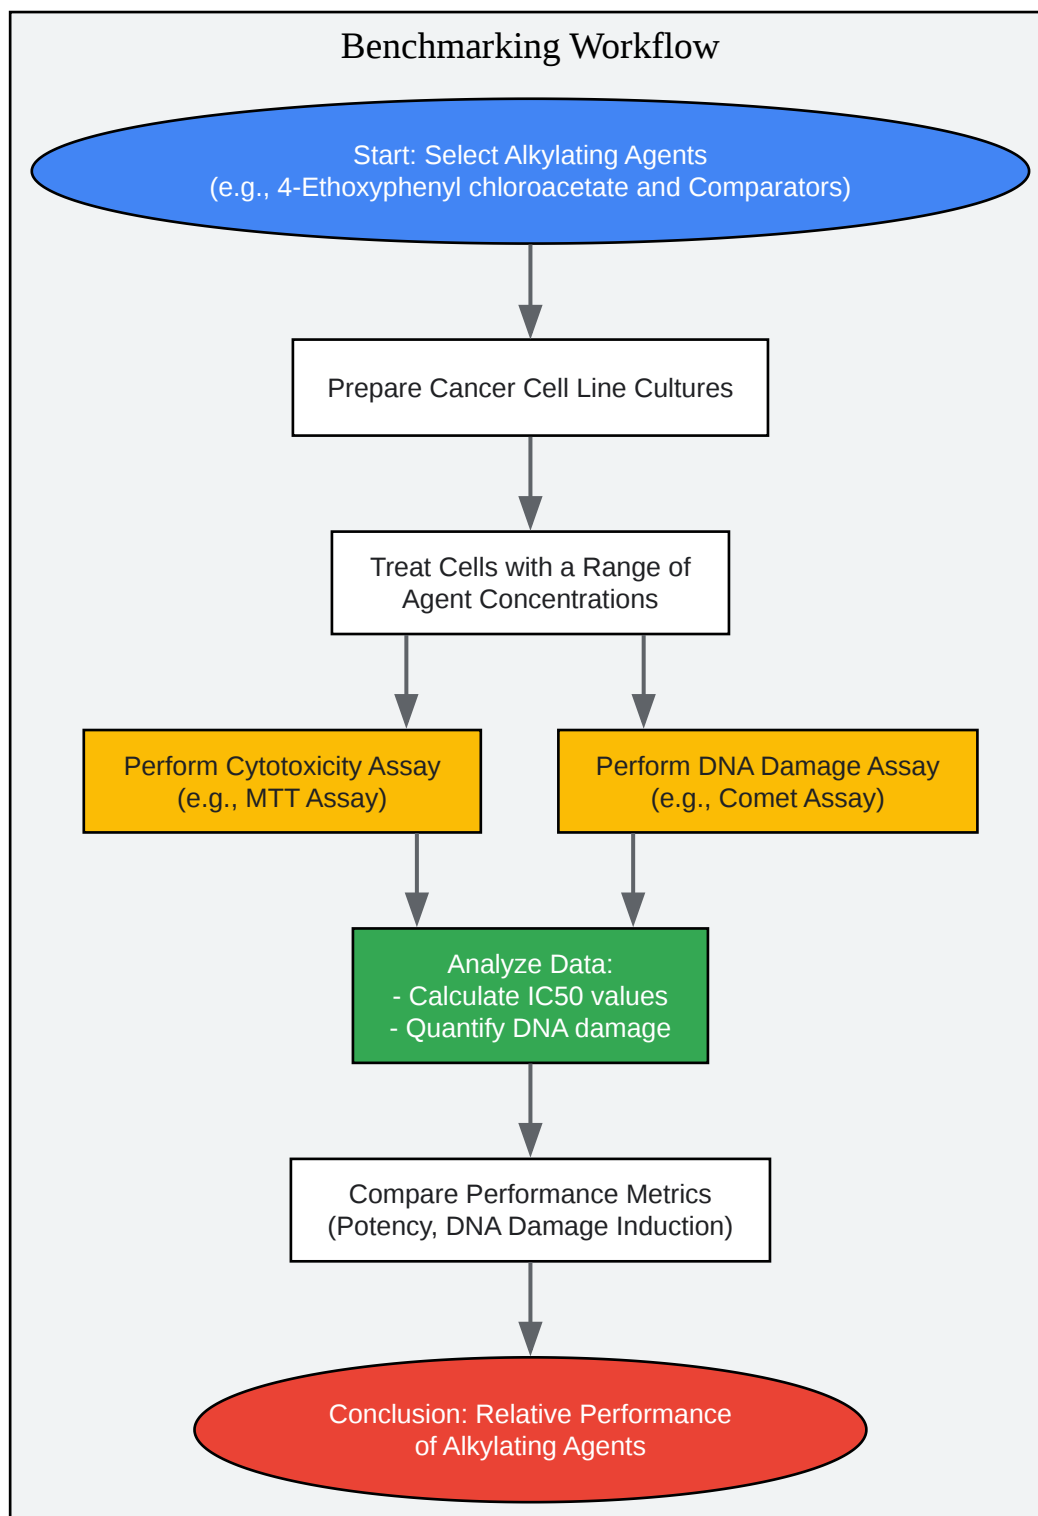 Benchmarking Workflow
Start: Select Alkylating Agents
(e.g., 4-Ethoxyphenyl chloroacetate and Comparators)
Prepare Cancer Cell Line Cultures
Treat Cells with a Range of
Agent Concentrations
Perform Cytotoxicity Assay
(e.g., MTT Assay)
Perform DNA Damage Assay
(e.g., Comet Assay)
Analyze Data:
- Calculate IC50 values
- Quantify DNA damage
Compare Performance Metrics
(Potency, DNA Damage Induction)
Conclusion: Relative Performance
of Alkylating Agents